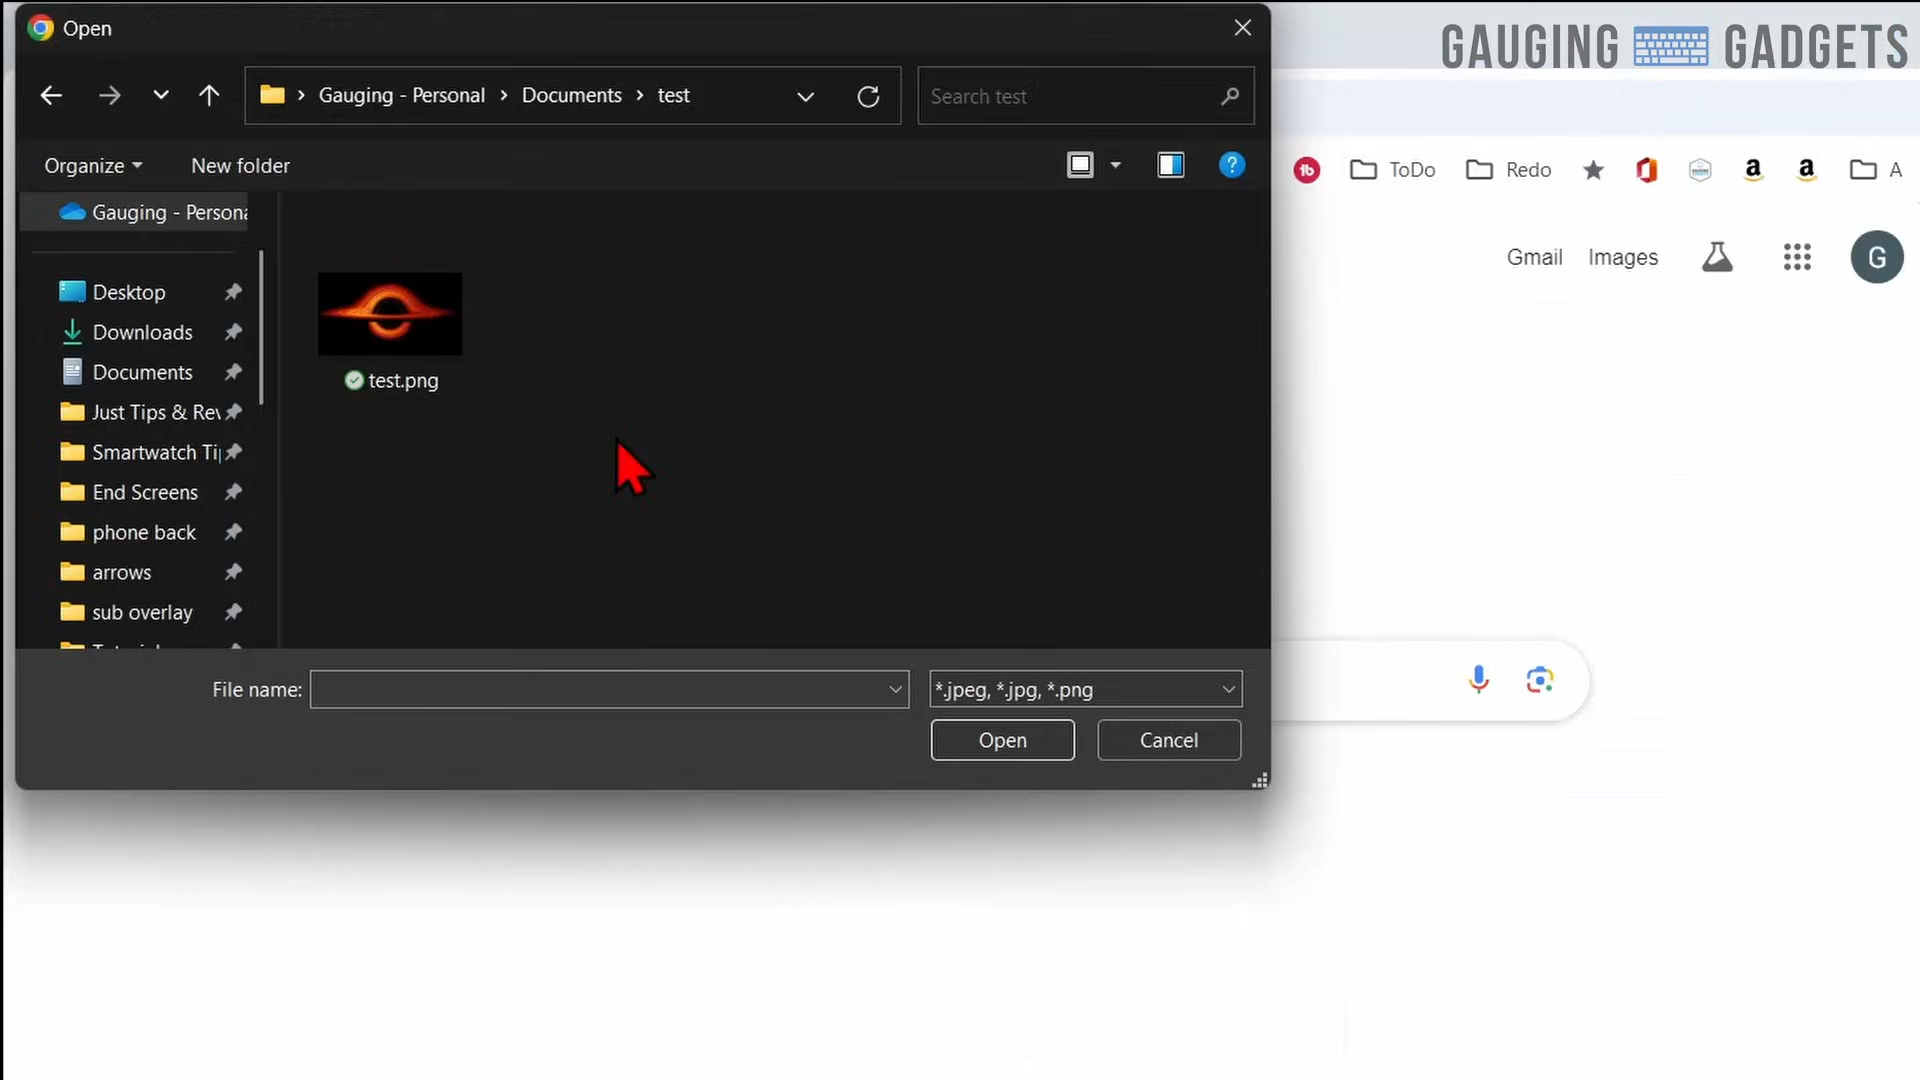 Open
GAUGING GADGETS
Gauging - Personal > Documents > test
Search test
Organize
New folder
ToDo
Redo
A
Gauging - Persona
Gmail
Images
G
Desktop
Downloads
Documents
Just Tips & Rev
Smartwatch Tip
End Screens
phone back
arrows
sub overlay
test.png
File name:
*.jpeg, *.jpg, *.png
Open
Cancel